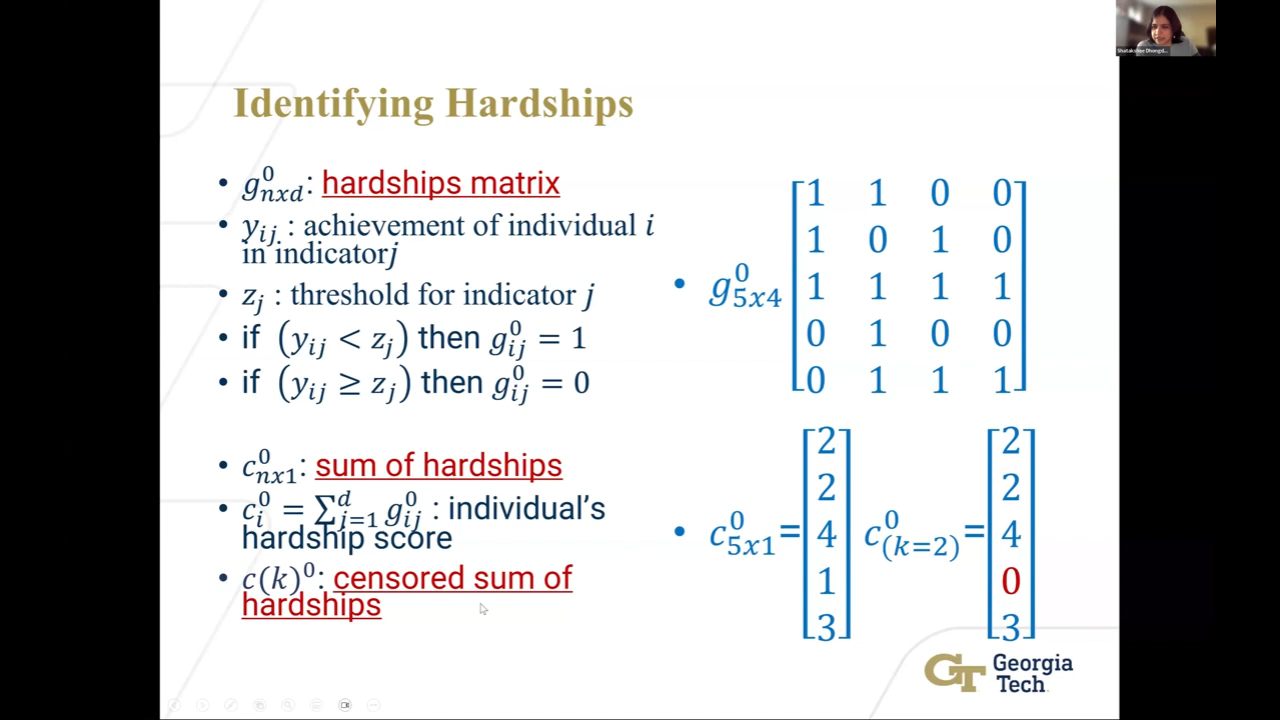 Shatakshee Dhongd...
Identifying Hardships
• g⁰ₙₓd: hardships matrix
• yᵢⱼ : achievement of individual i
in indicatorj
• zⱼ : threshold for indicator j
• if (yᵢⱼ < zⱼ) then g⁰ᵢⱼ = 1
• if (yᵢⱼ ≥ zⱼ) then g⁰ᵢⱼ = 0
• c⁰ₙₓ₁: sum of hardships
• c⁰ᵢ = ∑ᵈⱼ₌₁ g⁰ᵢⱼ : individual's
hardship score
• c(k)⁰: censored sum of
hardships
1 1 0 0
1 0 1 0
• g⁰₅ₓ₄ 1 1 1 1
0 1 0 0
0 1 1 1
2 2
2 2
• c⁰₅ₓ₁= 4 c⁰₍ₖ₌₂₎= 4
1 0
3 3
GT Georgia
Tech